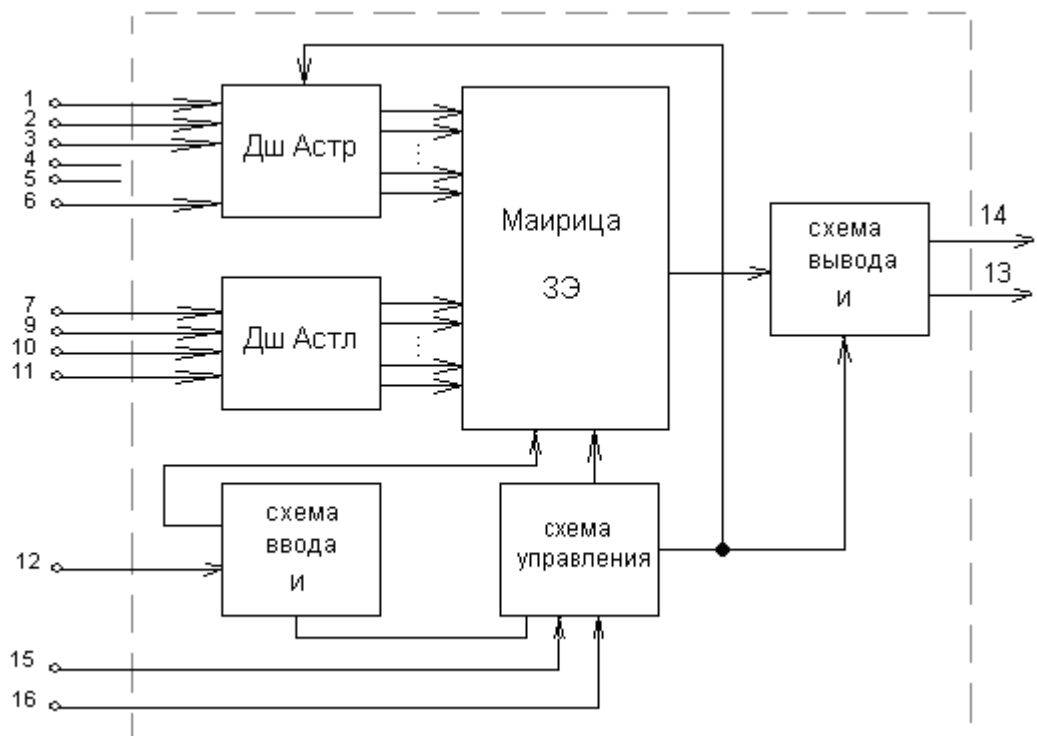 1
2
3
4
5
6
Дш Астр
7
9
10
11
Дш Астл
Маирица
ЗЭ
схема
вывода
И
14
13
12
схема
ввода
И
схема
управления
15
16